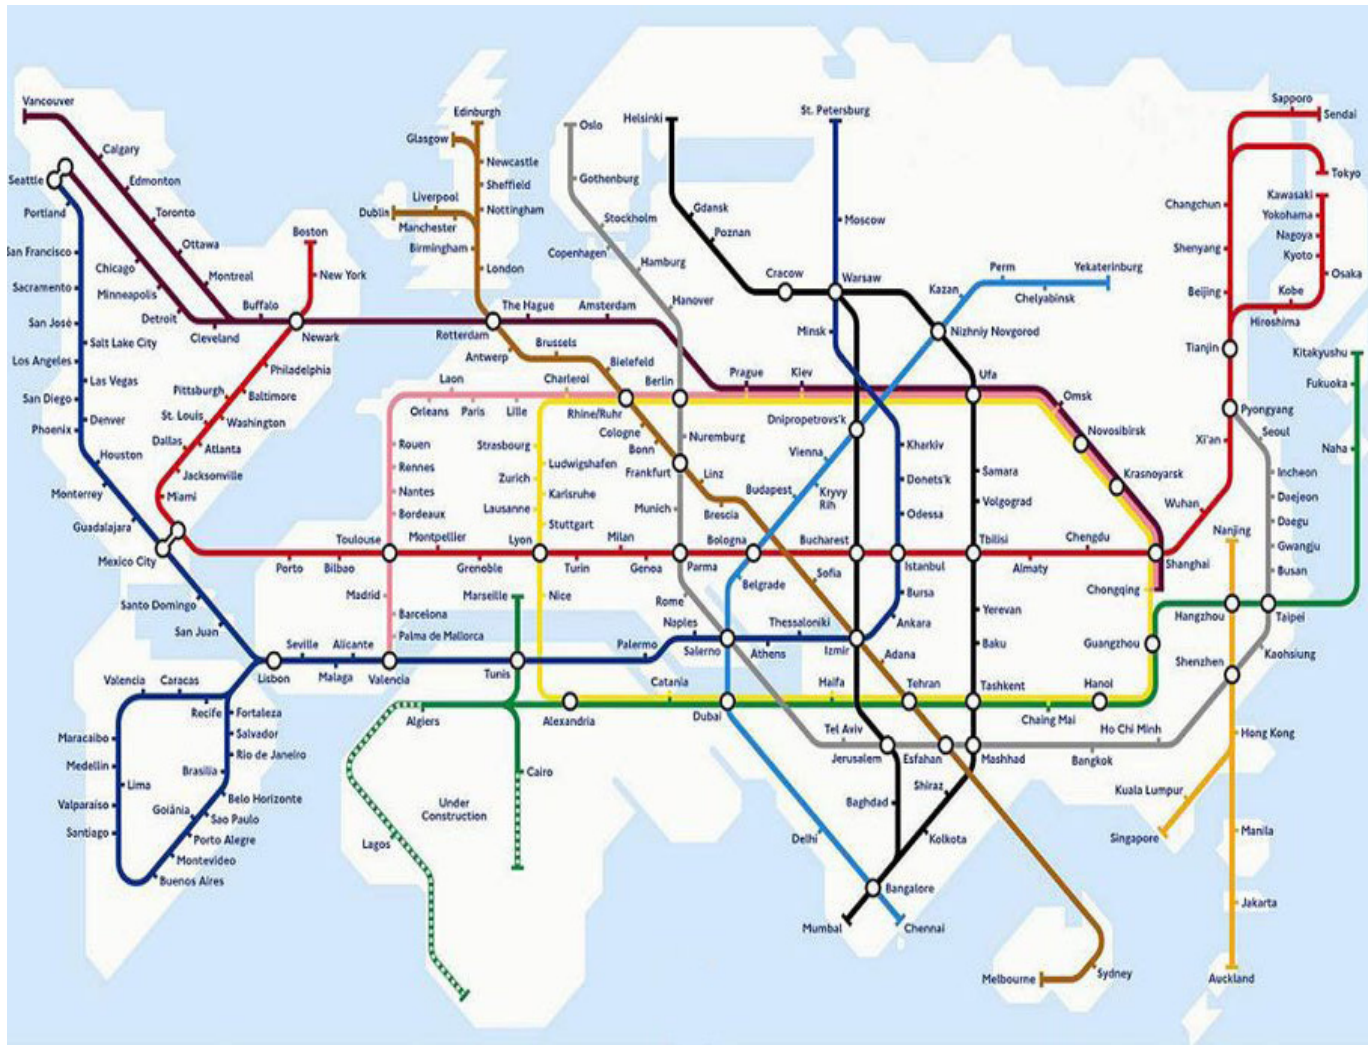 Vancouver
Calgary
Edmonton
Toronto
Ottawa
Montreal
Seattle
Portland
San Francisco
Sacramento
San José
Salt Lake City
Los Angeles
Las Vegas
San Diego
Denver
Phoenix
Houston
Monterrey
Guadalajara
Mexico City
Santo Domingo
San Juan
Chicago
Minneapolis
Detroit
Cleveland
Buffalo
Boston
New York
Newark
Philadelphia
Pittsburgh
Baltimore
St. Louis
Washington
Dallas
Atlanta
Jacksonville
Miami
Valencia
Caracas
Recife
Fortaleza
Salvador
Rio de Janeiro
Brasilia
Belo Horizonte
Goiânia
Sao Paulo
Porto Alegre
Montevideo
Buenos Aires
Maracaibo
Medellin
Lima
Valparaiso
Santiago
Edinburgh
Glasgow
Newcastle
Sheffield
Liverpool
Dublin
Nottingham
Manchester
Birmingham
London
The Hague
Amsterdam
Rotterdam
Antwerp
Brussels
Bielefeld
Charleroi
Rhine/Ruhr
Cologne
Bonn
Frankfurt
Linz
Brescia
Laon
Orleans
Paris
Lille
Rouen
Rennes
Nantes
Bordeaux
Toulouse
Montpellier
Madrid
Barcelona
Palma de Mallorca
Porto
Bilbao
Grenoble
Lyon
Strasbourg
Ludwigshafen
Zurich
Karlsruhe
Lausanne
Stuttgart
Turin
Milan
Genoa
Parma
Nice
Marseille
Lisbon
Seville
Malaga
Alicante
Valencia
Tunis
Palermo
Algiers
Cairo
Lagos
Under
Construction
Alexandria
Catania
Oslo
Gothenburg
Stockholm
Copenhagen
Hamburg
Hanover
Berlin
Nuremburg
Munich
Rome
Naples
Salerno
Athens
Thessaloniki
Izmir
Helsinki
Gdansk
Poznan
Cracow
Warsaw
St. Petersburg
Moscow
Minsk
Prague
Kiev
Dnipropetrovs'k
Vienna
Budapest
Kryvy
Rih
Bologna
Belgrade
Bucharest
Sofia
Kharkiv
Donets'k
Odessa
Istanbul
Bursa
Ankara
Adana
Kazan
Perm
Chelyabinsk
Yekaterinburg
Nizhniy Novgorod
Ufa
Samara
Volgograd
Tbilisi
Yerevan
Baku
Tashkent
Mashhad
Omsk
Novosibirsk
Krasnoyarsk
Almaty
Chengdu
Shanghai
Chongqing
Guangzhou
Hanoi
Chaing Mai
Haifa
Tehran
Dubai
Tel Aviv
Jerusalem
Esfahan
Shiraz
Baghdad
Kolkota
Delhi
Bangalore
Mumbal
Chennai
Bangkok
Ho Chi Minh
Sapporo
Sendai
Tokyo
Kawasaki
Yokohama
Nagoya
Kyoto
Osaka
Kobe
Hiroshima
Changchun
Shenyang
Beijing
Tianjin
Pyongyang
Xi'an
Wuhan
Seoul
Incheon
Daejeon
Daegu
Gwangju
Busan
Nanjing
Hangzhou
Taipei
Kaohsiung
Shenzhen
Hong Kong
Kuala Lumpur
Singapore
Manila
Jakarta
Auckland
Kitakyushu
Fukuoka
Naha
Sydney
Melbourne